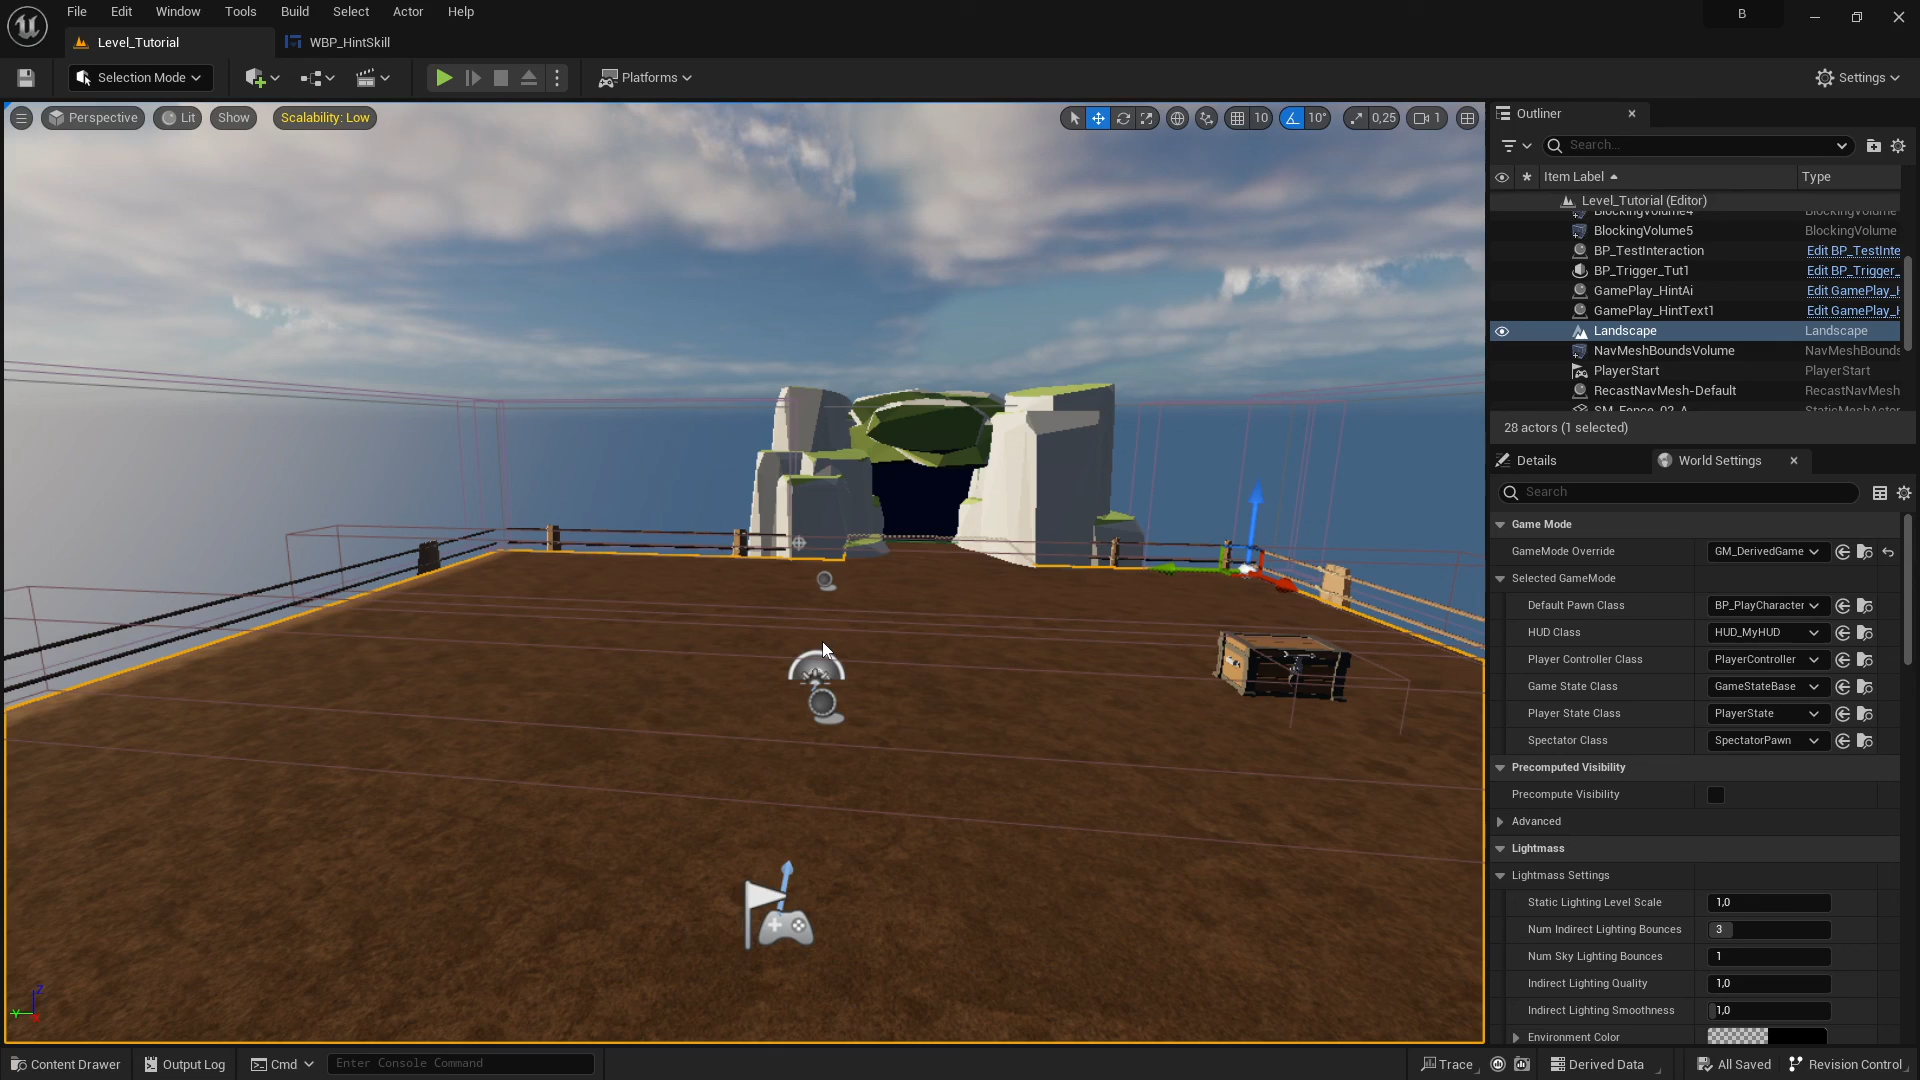 File Edit Window Tools Build Select Actor Help B
Level_Tutorial WBP_HintSkill
Selection Mode Platforms Settings
Perspective Lit Show Scalability: Low 10 10° 0,25 1
Outliner
Search...
Item Label Type
Level_Tutorial (Editor)
BlockingVolume4 BlockingVolume
BlockingVolume5 BlockingVolume
BP_TestInteraction Edit BP_TestInte
BP_Trigger_Tut1 Edit BP_Trigger_
GamePlay_HintAi Edit GamePlay_H
GamePlay_HintText1 Edit GamePlay_H
Landscape Landscape
NavMeshBoundsVolume NavMeshBounds
PlayerStart PlayerStart
RecastNavMesh-Default RecastNavMesh
SM_Fence_02_A StaticMeshActor
28 actors (1 selected)
Details World Settings
Search
Game Mode
GameMode Override GM_DerivedGame
Selected GameMode
Default Pawn Class BP_PlayCharacter
HUD Class HUD_MyHUD
Player Controller Class PlayerController
Game State Class GameStateBase
Player State Class PlayerState
Spectator Class SpectatorPawn
Precomputed Visibility
Precompute Visibility
Advanced
Lightmass
Lightmass Settings
Static Lighting Level Scale 1,0
Num Indirect Lighting Bounces 3
Num Sky Lighting Bounces 1
Indirect Lighting Quality 1,0
Indirect Lighting Smoothness 1,0
Environment Color
Z
Y
Content Drawer Output Log Cmd Enter Console Command Trace Derived Data All Saved Revision Control